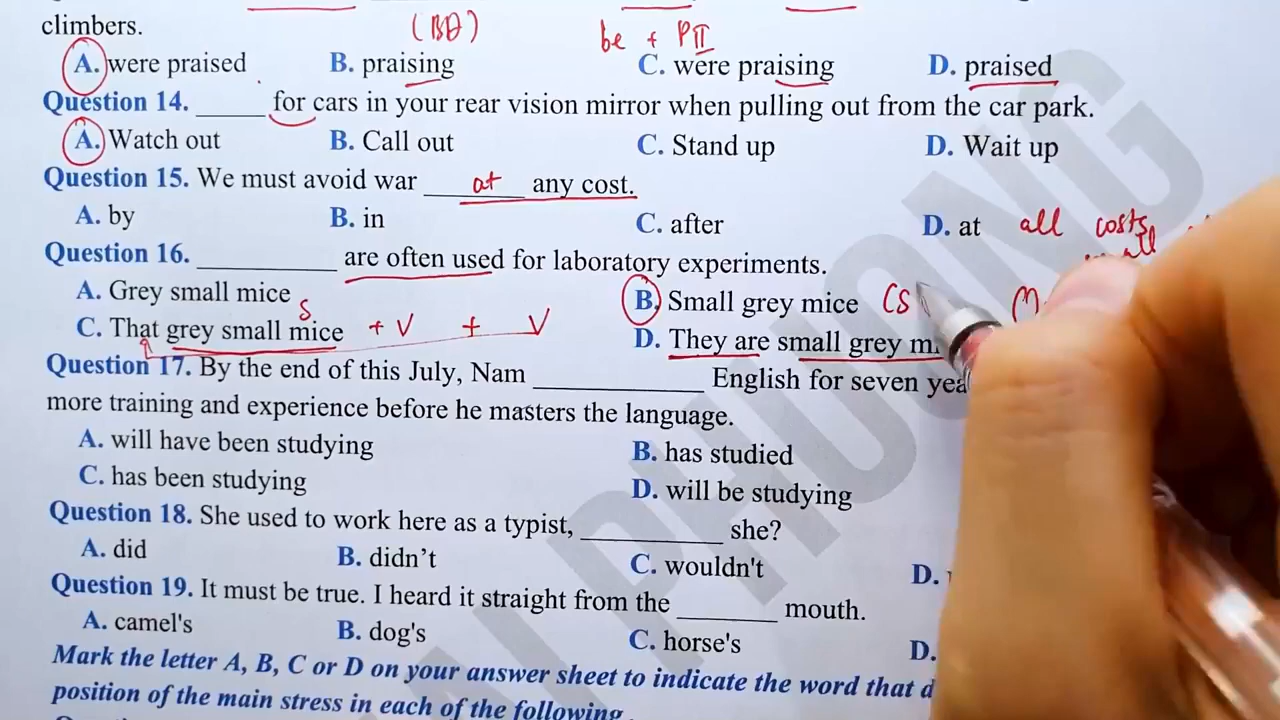 climbers. (BĐ) be + PII
A. were praised B. praising C. were praising D. praised
Question 14. ______ for cars in your rear vision mirror when pulling out from the car park.
A. Watch out B. Call out C. Stand up D. Wait up
Question 15. We must avoid war ___at___ any cost.
A. by B. in C. after D. at all costs
Question 16. ____________ are often used for laboratory experiments.
A. Grey small mice B. Small grey mice (S
C. That grey small mice + V + V D. They are small grey
S
Question 17. By the end of this July, Nam ______________ English for seven
more training and experience before he masters the language.
A. will have been studying B. has studied
C. has been studying D. will be studying
Question 18. She used to work here as a typist, ____________ she?
A. did B. didn't C. wouldn't D.
Question 19. It must be true. I heard it straight from the ________ mouth.
A. camel's B. dog's C. horse's D.
Mark the letter A, B, C or D on your answer sheet to indicate the word that
position of the main stress in each of the following
PHONG